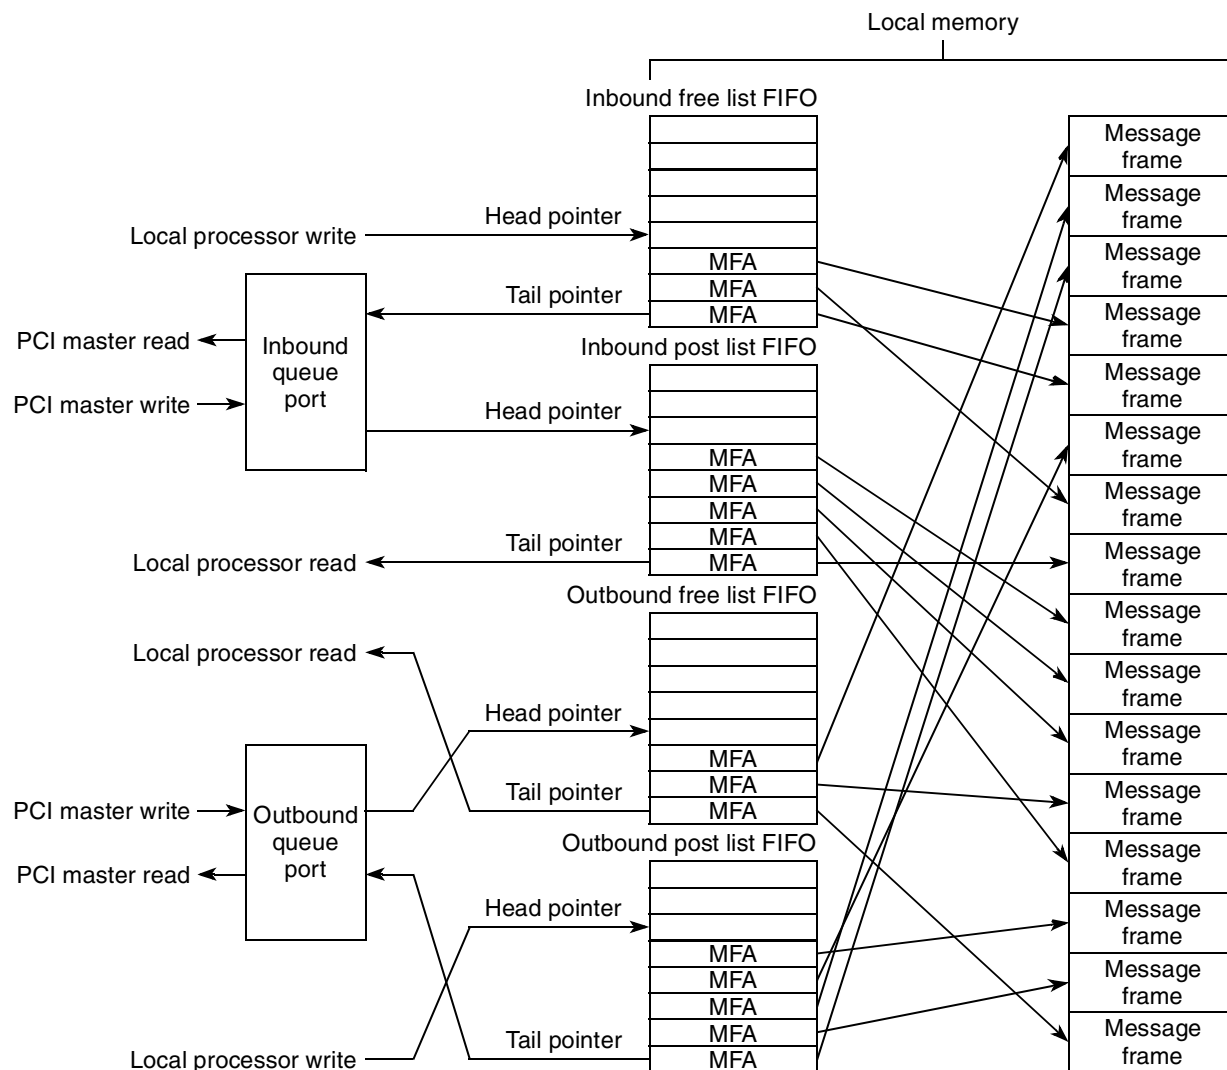 Local memory
Inbound free list FIFO
Head pointer
Local processor write
MFA
MFA
Tail pointer
MFA
PCI master read
Inbound
queue
port
PCI master write
Inbound post list FIFO
Head pointer
MFA
MFA
MFA
MFA
Tail pointer
MFA
Local processor read
Outbound free list FIFO
Local processor read
Head pointer
MFA
MFA
Tail pointer
MFA
PCI master write
Outbound
queue
port
PCI master read
Outbound post list FIFO
Head pointer
MFA
MFA
MFA
MFA
Tail pointer
MFA
Local processor write
Message
frame
Message
frame
Message
frame
Message
frame
Message
frame
Message
frame
Message
frame
Message
frame
Message
frame
Message
frame
Message
frame
Message
frame
Message
frame
Message
frame
Message
frame
Message
frame